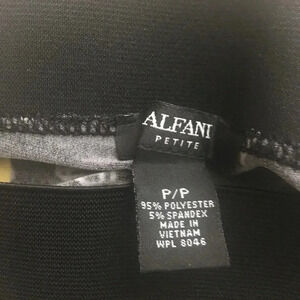 ALFANI
PETITE
P/P
95% POLYESTER
5% SPANDEX
MADE IN
VIETNAM
WPL 8046